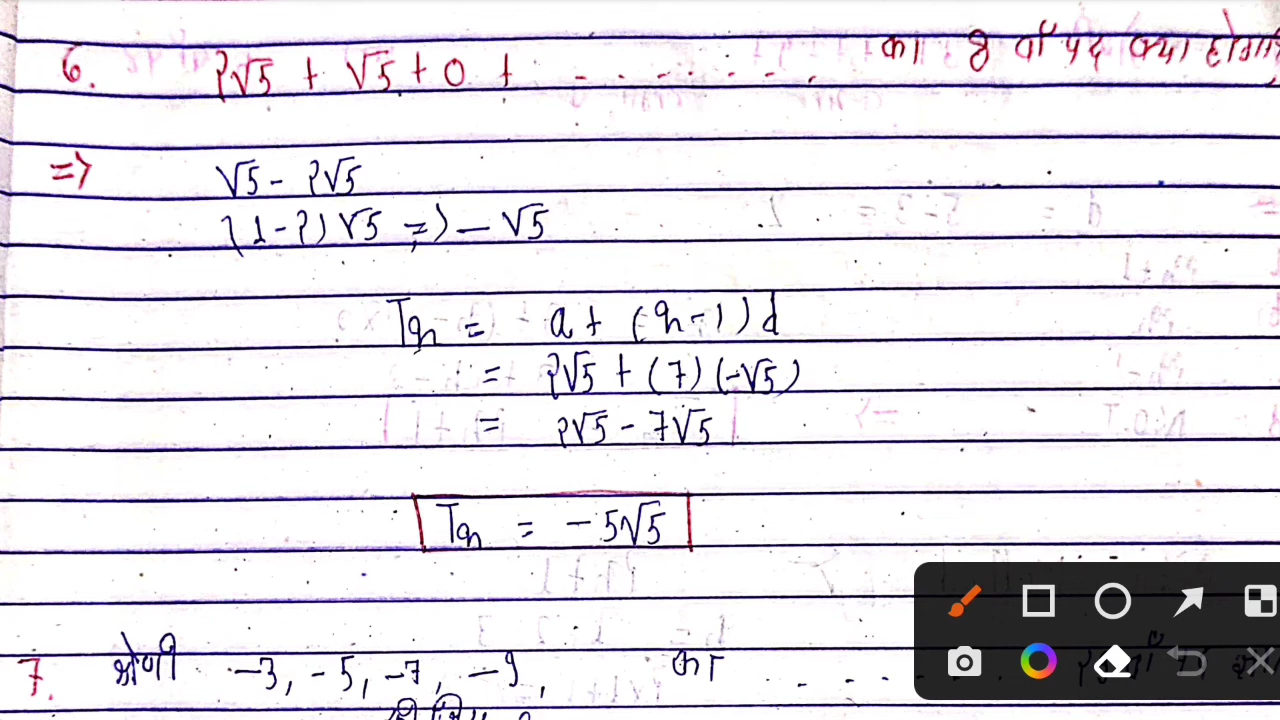 6. 2√5 + √5 + 0 + - - - - - - - - . का 8 वाँ पद क्या होगा
=> √5 - 2√5
(1-2)√5 => - √5
Tn = a + (n-1)d
= 2√5 + (7)(-√5)
= 2√5 - 7√5
Tn = - 5√5
7. श्रेणी -3, -5, -7, -9, - - - - - - का